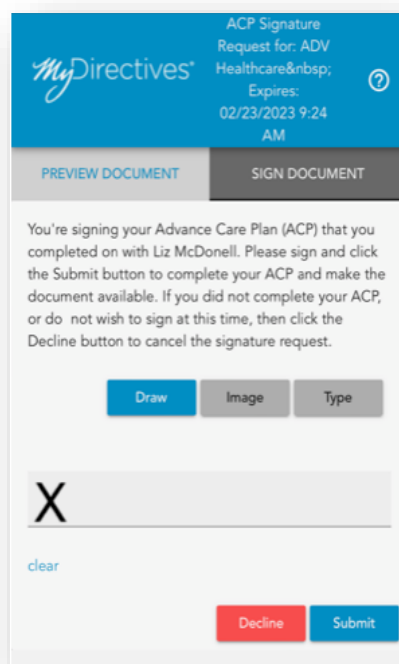 MyDirectives®
ACP Signature
Request for: ADV
Healthcare&nbsp;
Expires:
02/23/2023 9:24
AM
?
PREVIEW DOCUMENT
SIGN DOCUMENT
You're signing your Advance Care Plan (ACP) that you
completed on with Liz McDonell. Please sign and click
the Submit button to complete your ACP and make the
document available. If you did not complete your ACP,
or do  not wish to sign at this time, then click the
Decline button to cancel the signature request.
Draw
Image
Type
X
clear
Decline
Submit